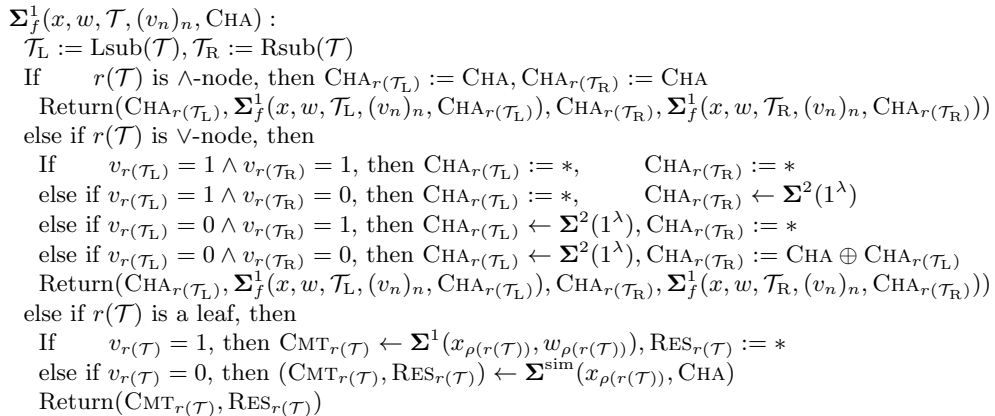 Σ¹_f(x, w, 𝒯, (v_n)_n, CHA) :
𝒯_L := Lsub(𝒯), 𝒯_R := Rsub(𝒯)
If r(𝒯) is ∧-node, then CHA_{r(𝒯_L)} := CHA, CHA_{r(𝒯_R)} := CHA
Return(CHA_{r(𝒯_L)}, Σ¹_f(x, w, 𝒯_L, (v_n)_n, CHA_{r(𝒯_L)}), CHA_{r(𝒯_R)}, Σ¹_f(x, w, 𝒯_R, (v_n)_n, CHA_{r(𝒯_R)}))
else if r(𝒯) is ∨-node, then
If v_{r(𝒯_L)} = 1 ∧ v_{r(𝒯_R)} = 1, then CHA_{r(𝒯_L)} := ∗, CHA_{r(𝒯_R)} := ∗
else if v_{r(𝒯_L)} = 1 ∧ v_{r(𝒯_R)} = 0, then CHA_{r(𝒯_L)} := ∗, CHA_{r(𝒯_R)} ← Σ²(1^λ)
else if v_{r(𝒯_L)} = 0 ∧ v_{r(𝒯_R)} = 1, then CHA_{r(𝒯_L)} ← Σ²(1^λ), CHA_{r(𝒯_R)} := ∗
else if v_{r(𝒯_L)} = 0 ∧ v_{r(𝒯_R)} = 0, then CHA_{r(𝒯_L)} ← Σ²(1^λ), CHA_{r(𝒯_R)} := CHA ⊕ CHA_{r(𝒯_L)}
Return(CHA_{r(𝒯_L)}, Σ¹_f(x, w, 𝒯_L, (v_n)_n, CHA_{r(𝒯_L)}), CHA_{r(𝒯_R)}, Σ¹_f(x, w, 𝒯_R, (v_n)_n, CHA_{r(𝒯_R)}))
else if r(𝒯) is a leaf, then
If v_{r(𝒯)} = 1, then CMT_{r(𝒯)} ← Σ¹(x_{ρ(r(𝒯))}, w_{ρ(r(𝒯))}), RES_{r(𝒯)} := ∗
else if v_{r(𝒯)} = 0, then (CMT_{r(𝒯)}, RES_{r(𝒯)}) ← Σ^sim(x_{ρ(r(𝒯))}, CHA)
Return(CMT_{r(𝒯)}, RES_{r(𝒯)})